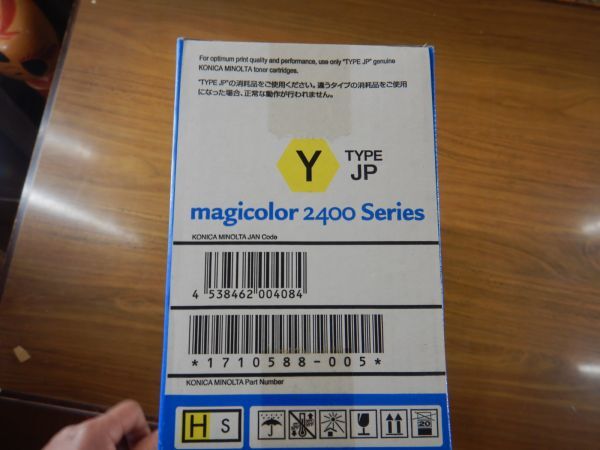 For optimum print quality and performance, use only "TYPE JP" genuine
KONICA MINOLTA toner cartridges.
"TYPE JP"の消耗品をご使用ください。違うタイプの消耗品をご使用
になった場合、正常な動作が行われません。
Y TYPE
JP
magicolor 2400 Series
KONICA MINOLTA JAN Code
4 538462 004084
*1710588-005*
KONICA MINOLTA Part Number
H S
20